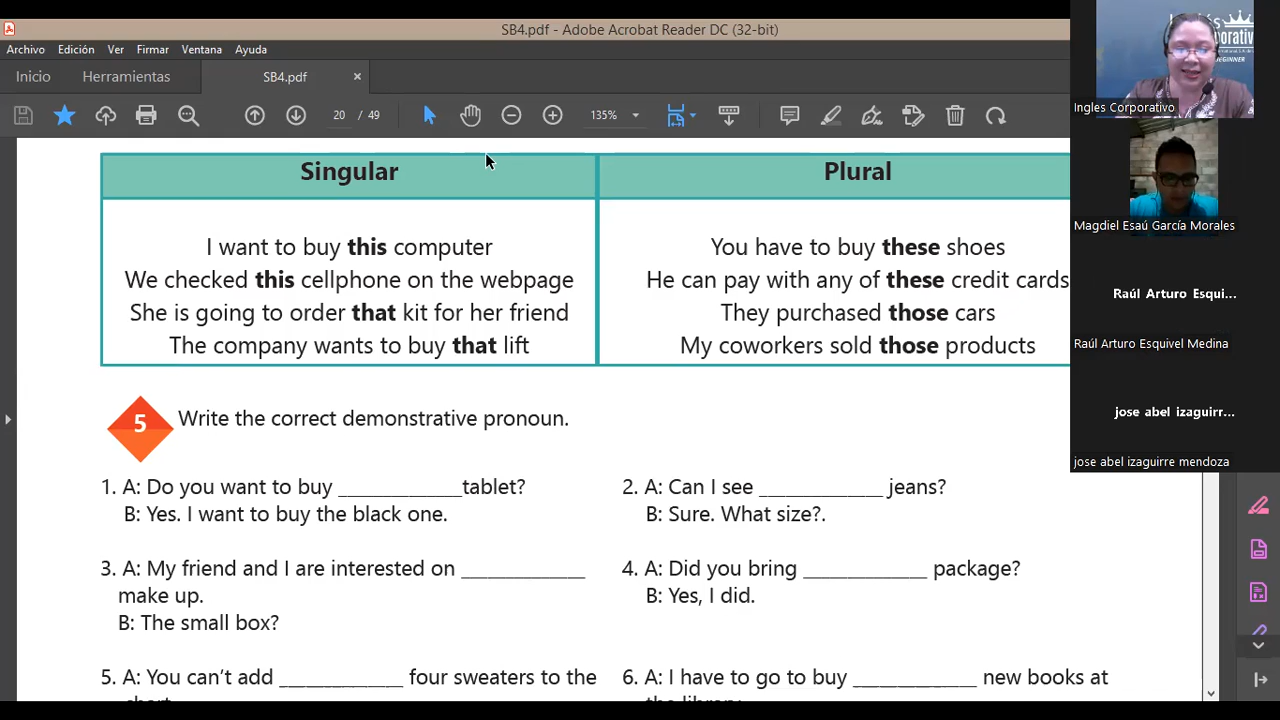 SB4.pdf - Adobe Acrobat Reader DC (32-bit)
Archivo Edición Ver Firmar Ventana Ayuda
Inicio Herramientas SB4.pdf ×
20 / 49 135%
Singular Plural
I want to buy this computer
We checked this cellphone on the webpage
She is going to order that kit for her friend
The company wants to buy that lift
You have to buy these shoes
He can pay with any of these credit cards
They purchased those cars
My coworkers sold those products
5 Write the correct demonstrative pronoun.
1. A: Do you want to buy ______________tablet?
B: Yes. I want to buy the black one.
2. A: Can I see ______________ jeans?
B: Sure. What size?.
3. A: My friend and I are interested on ______________
make up.
B: The small box?
4. A: Did you bring ______________ package?
B: Yes, I did.
5. A: You can't add ______________ four sweaters to the
6. A: I have to go to buy ______________ new books at
Ingles Corporativo
Magdiel Esaú García Morales
Raúl Arturo Esqui...
Raúl Arturo Esquivel Medina
jose abel izaguirr...
jose abel izaguirre mendoza